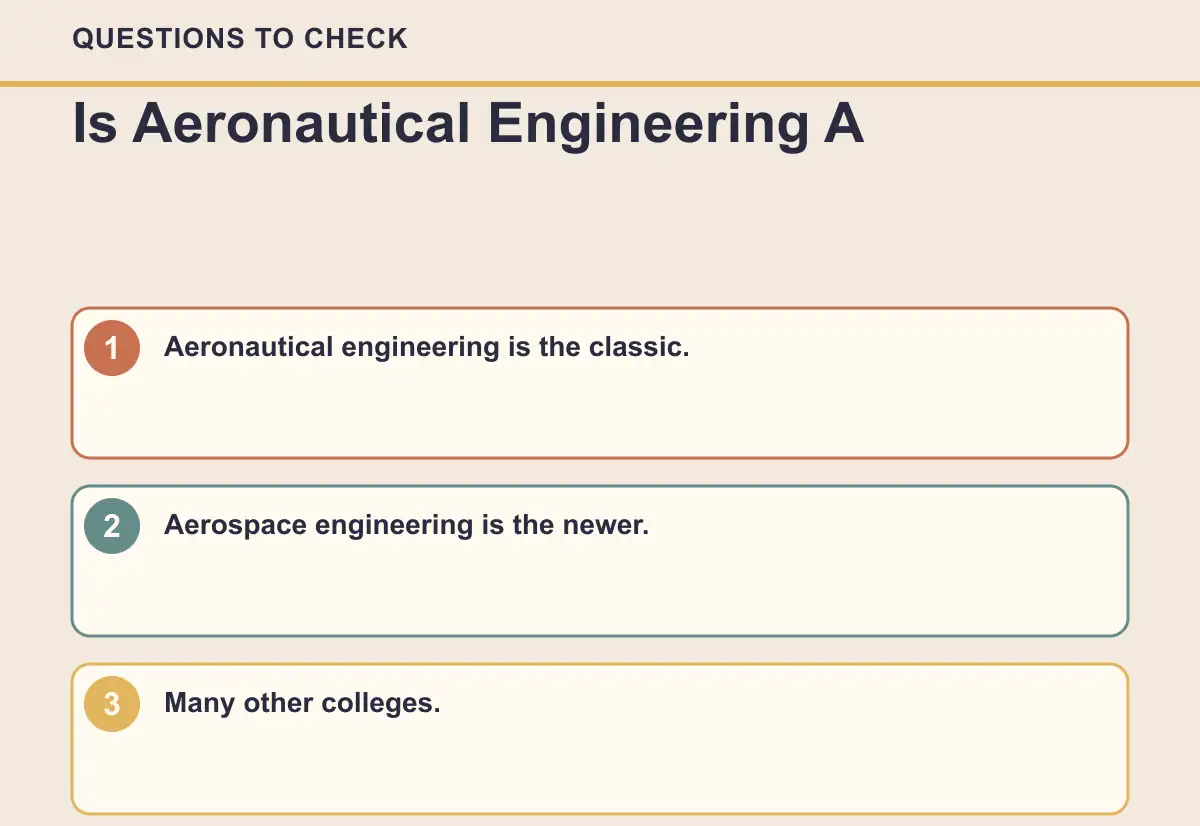 QUESTIONS TO CHECK
Is Aeronautical Engineering A
1 Aeronautical engineering is the classic.
2 Aerospace engineering is the newer.
3 Many other colleges.